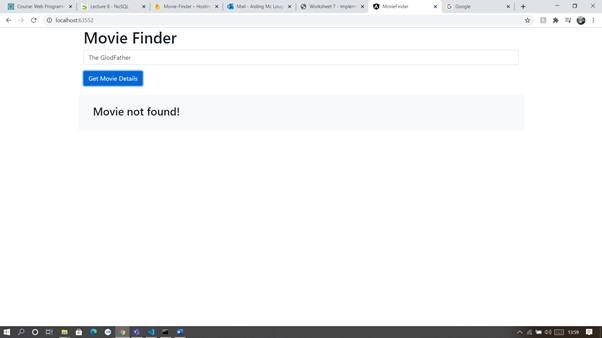 Course: Web Program
Lecture 8 - NoSQL
Movie-Finder - Hostin
Mail - Aisling Mc Loug
Worksheet 7 - Implem
MovieFinder
Google
localhost:63552
Movie Finder
The GlodFather
Get Movie Details
Movie not found!
13:59